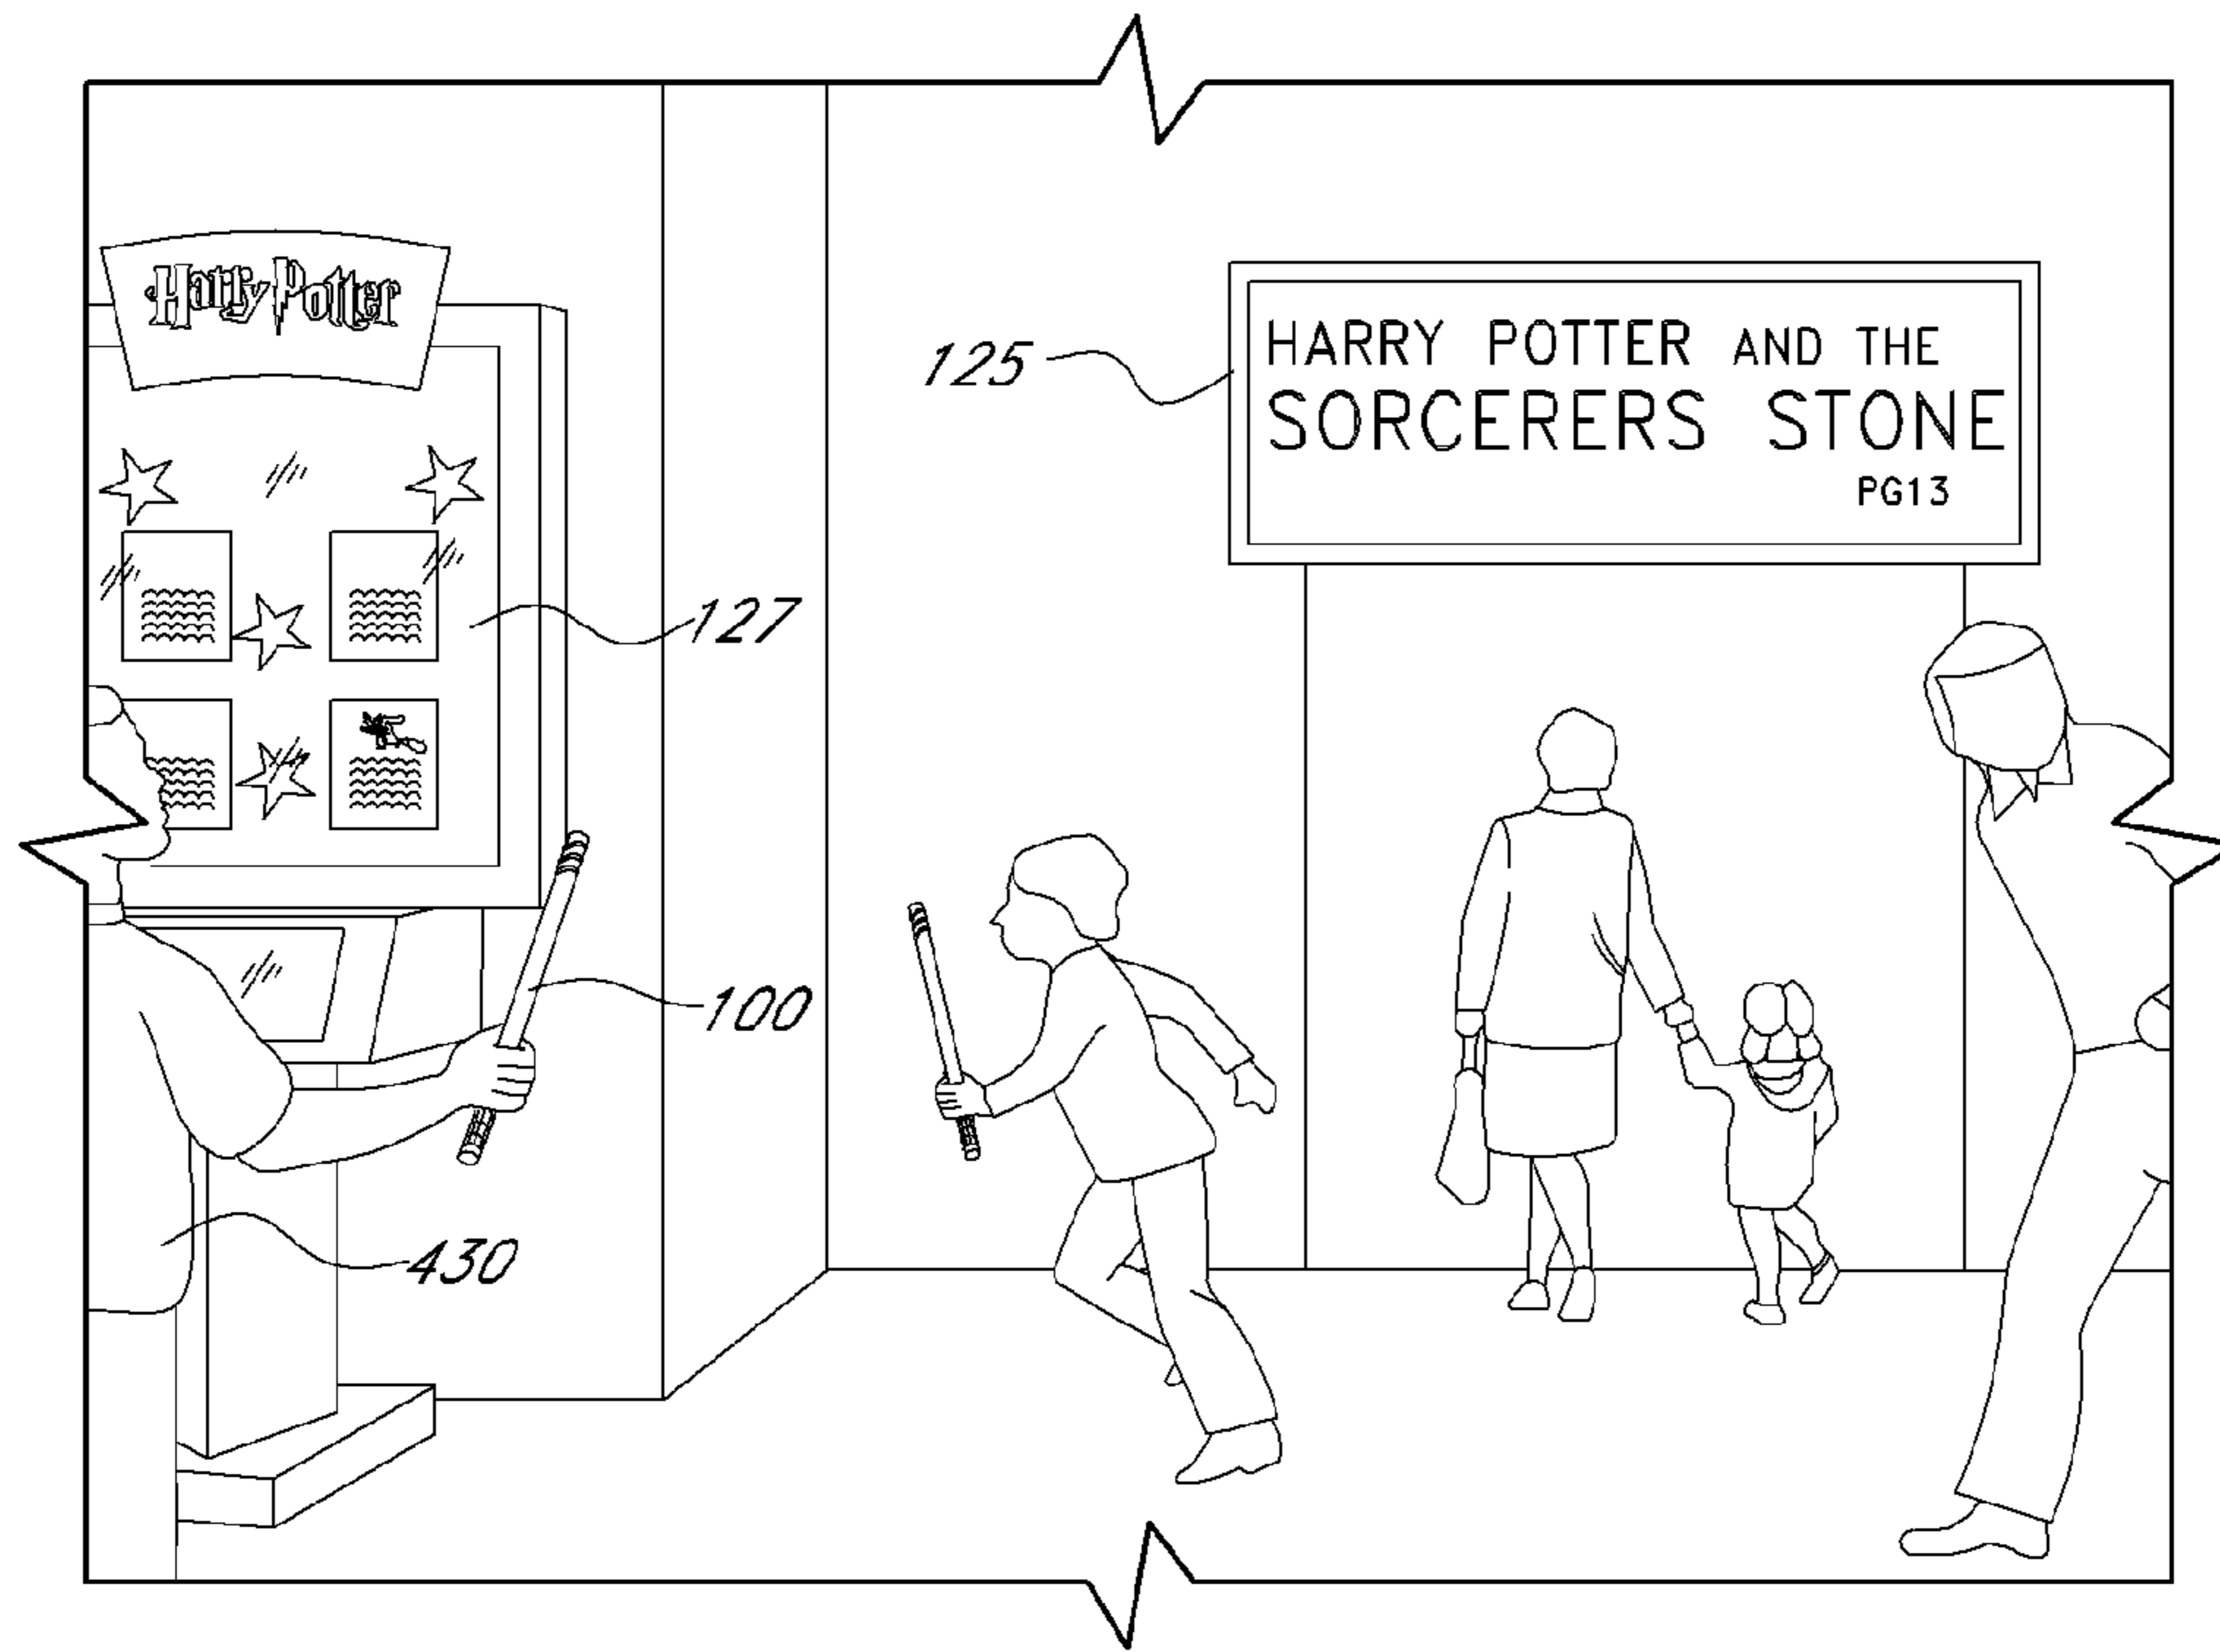 Harry Potter
125
HARRY POTTER AND THE
SORCERERS STONE
PG13
127
100
430